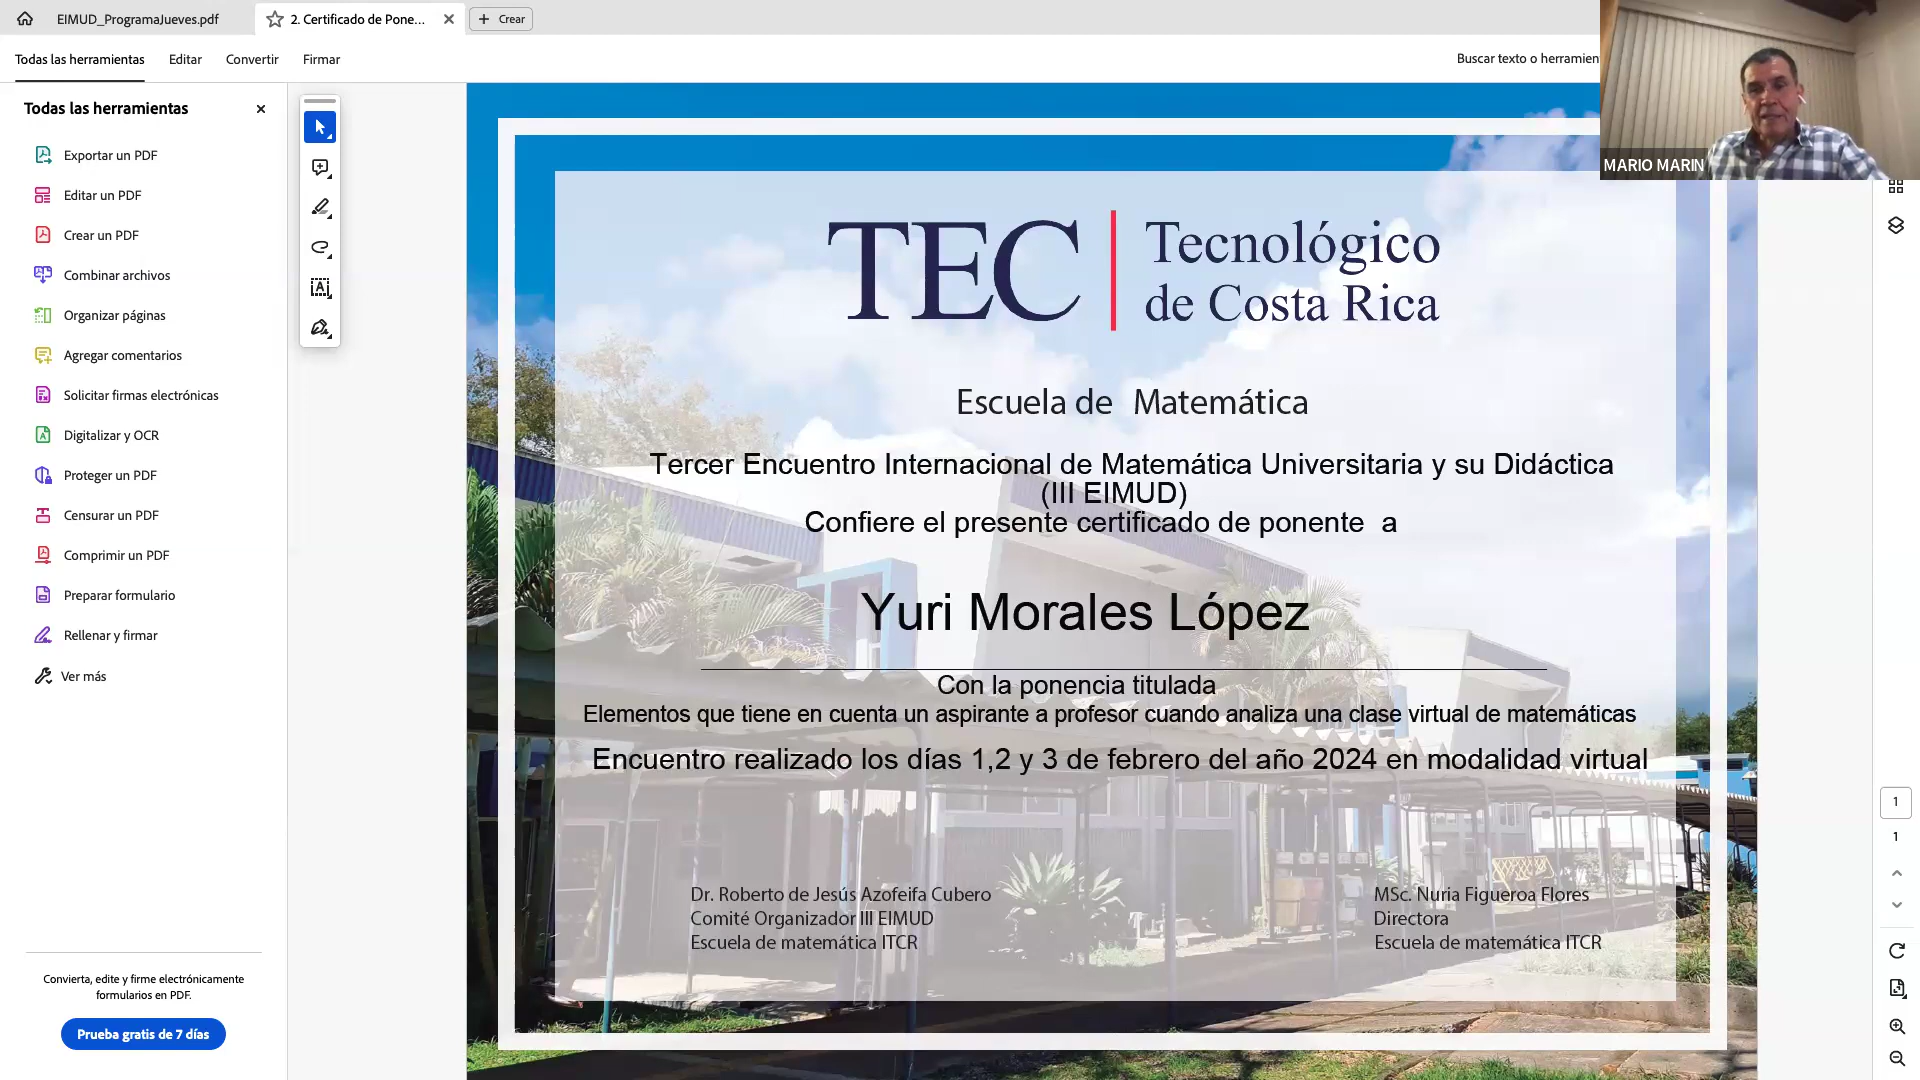 EIMUD_ProgramaJueves.pdf
2. Certificado de Pone...
Crear
Todas las herramientas
Editar
Convertir
Firmar
Buscar texto o herramien
MARIO MARIN
Todas las herramientas
Exportar un PDF
Editar un PDF
Crear un PDF
Combinar archivos
Organizar páginas
Agregar comentarios
Solicitar firmas electrónicas
Digitalizar y OCR
Proteger un PDF
Censurar un PDF
Comprimir un PDF
Preparar formulario
Rellenar y firmar
Ver más
Convierta, edite y firme electrónicamente
formularios en PDF.
Prueba gratis de 7 días
TEC
Tecnológico
de Costa Rica
Escuela de Matemática
Tercer Encuentro Internacional de Matemática Universitaria y su Didáctica
(III EIMUD)
Confiere el presente certificado de ponente a
Yuri Morales López
Con la ponencia titulada
Elementos que tiene en cuenta un aspirante a profesor cuando analiza una clase virtual de matemáticas
Encuentro realizado los días 1,2 y 3 de febrero del año 2024 en modalidad virtual
Dr. Roberto de Jesús Azofeifa Cubero
Comité Organizador III EIMUD
Escuela de matemática ITCR
MSc. Nuria Figueroa Flores
Directora
Escuela de matemática ITCR
1
1